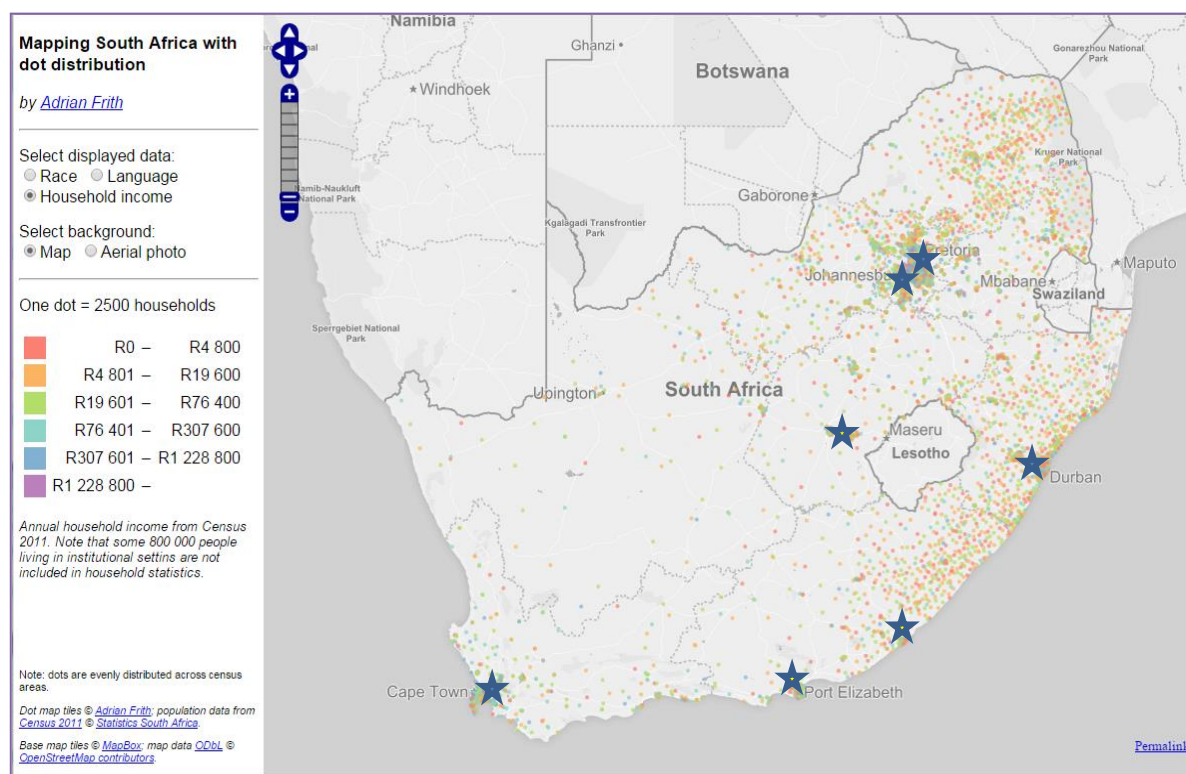 Mapping South Africa with
dot distribution
by Adrian Frith
Select displayed data:
Race Language
Household income
Select background:
Map Aerial photo
One dot = 2500 households
R0 – R4 800
R4 801 – R19 600
R19 601 – R76 400
R76 401 – R307 600
R307 601 – R1 228 800
R1 228 800 –
Annual household income from Census
2011. Note that some 800 000 people
living in institutional settins are not
included in household statistics.
Note: dots are evenly distributed across census
areas.
Dot map tiles © Adrian Frith; population data from
Census 2011 © Statistics South Africa.
Base map tiles © MapBox; map data ODbL ©
OpenStreetMap contributors.
Namibia
Ghanzi
Gonarezhou National
Park
Botswana
Windhoek
Kruger National
Park
Namib-Naukluft
National Park
Gaborone
Kgalagadi Transfrontier
Park
Pretoria
Maputo
Johannesb
Mbabane
Swaziland
Sperrgebiet National
Park
Upington
South Africa
Maseru
Lesotho
Durban
Cape Town
Port Elizabeth
Permalink